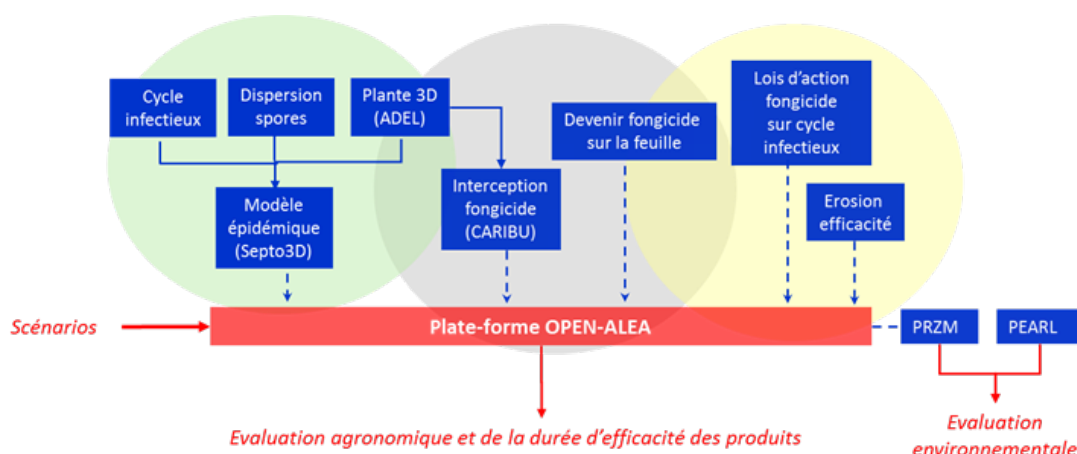 Cycle
infectieux
Dispersion
spores
Plante 3D
(ADEL)
Devenir fongicide
sur la feuille
Lois d'action
fongicide
sur cycle
infectieux
Modèle
épidémique
(Septo3D)
Interception
fongicide
(CARIBU)
Erosion
efficacité
Scénarios
Plate-forme OPEN-ALEA
PRZM
PEARL
Evaluation agronomique et de la durée d'efficacité des produits
Evaluation
environnementale